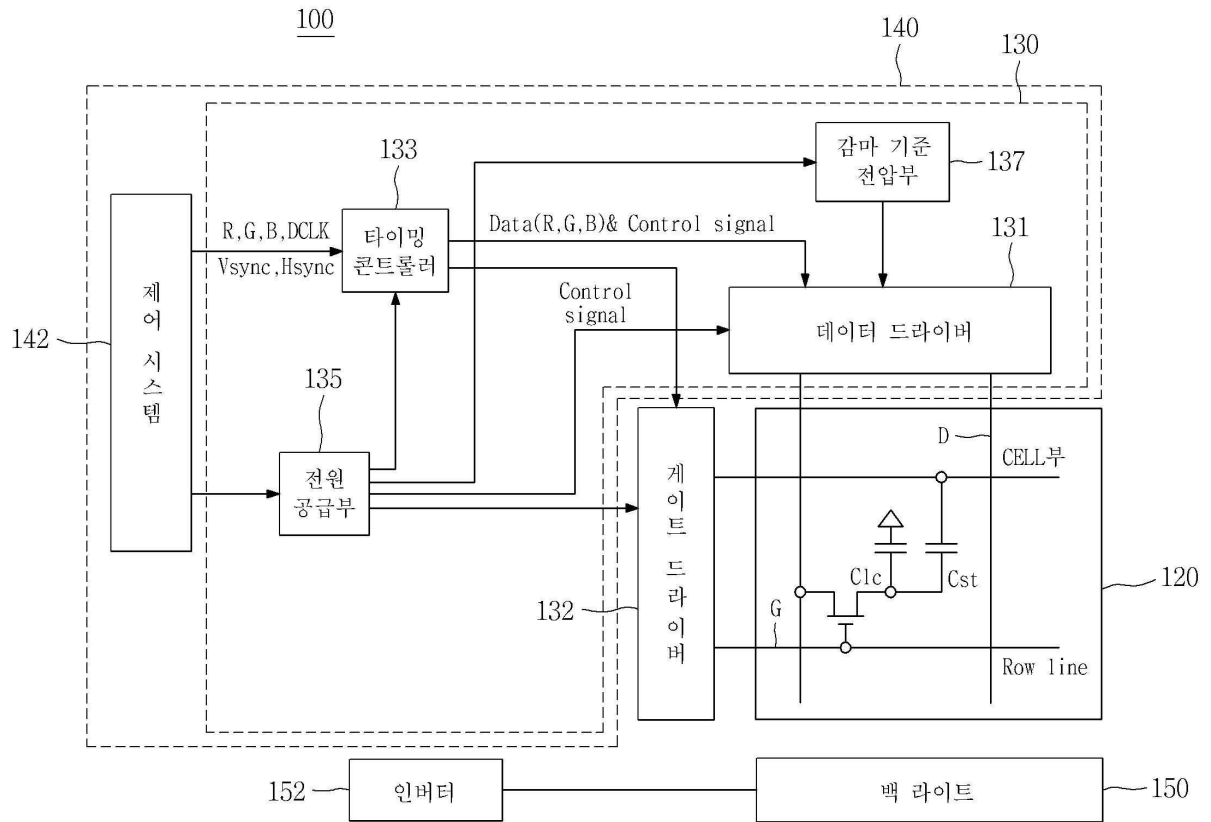 100
140
130
133
감마 기준
전압부
137
R,G,B,DCLK
Vsync,Hsync
타이밍
콘트롤러
Data(R,G,B)& Control signal
131
제어 시스템
142
Control
signal
데이터 드라이버
135
전원
공급부
D
CELL부
게이트 드라이버
132
Clc
Cst
120
G
Row line
152
인버터
백 라이트
150